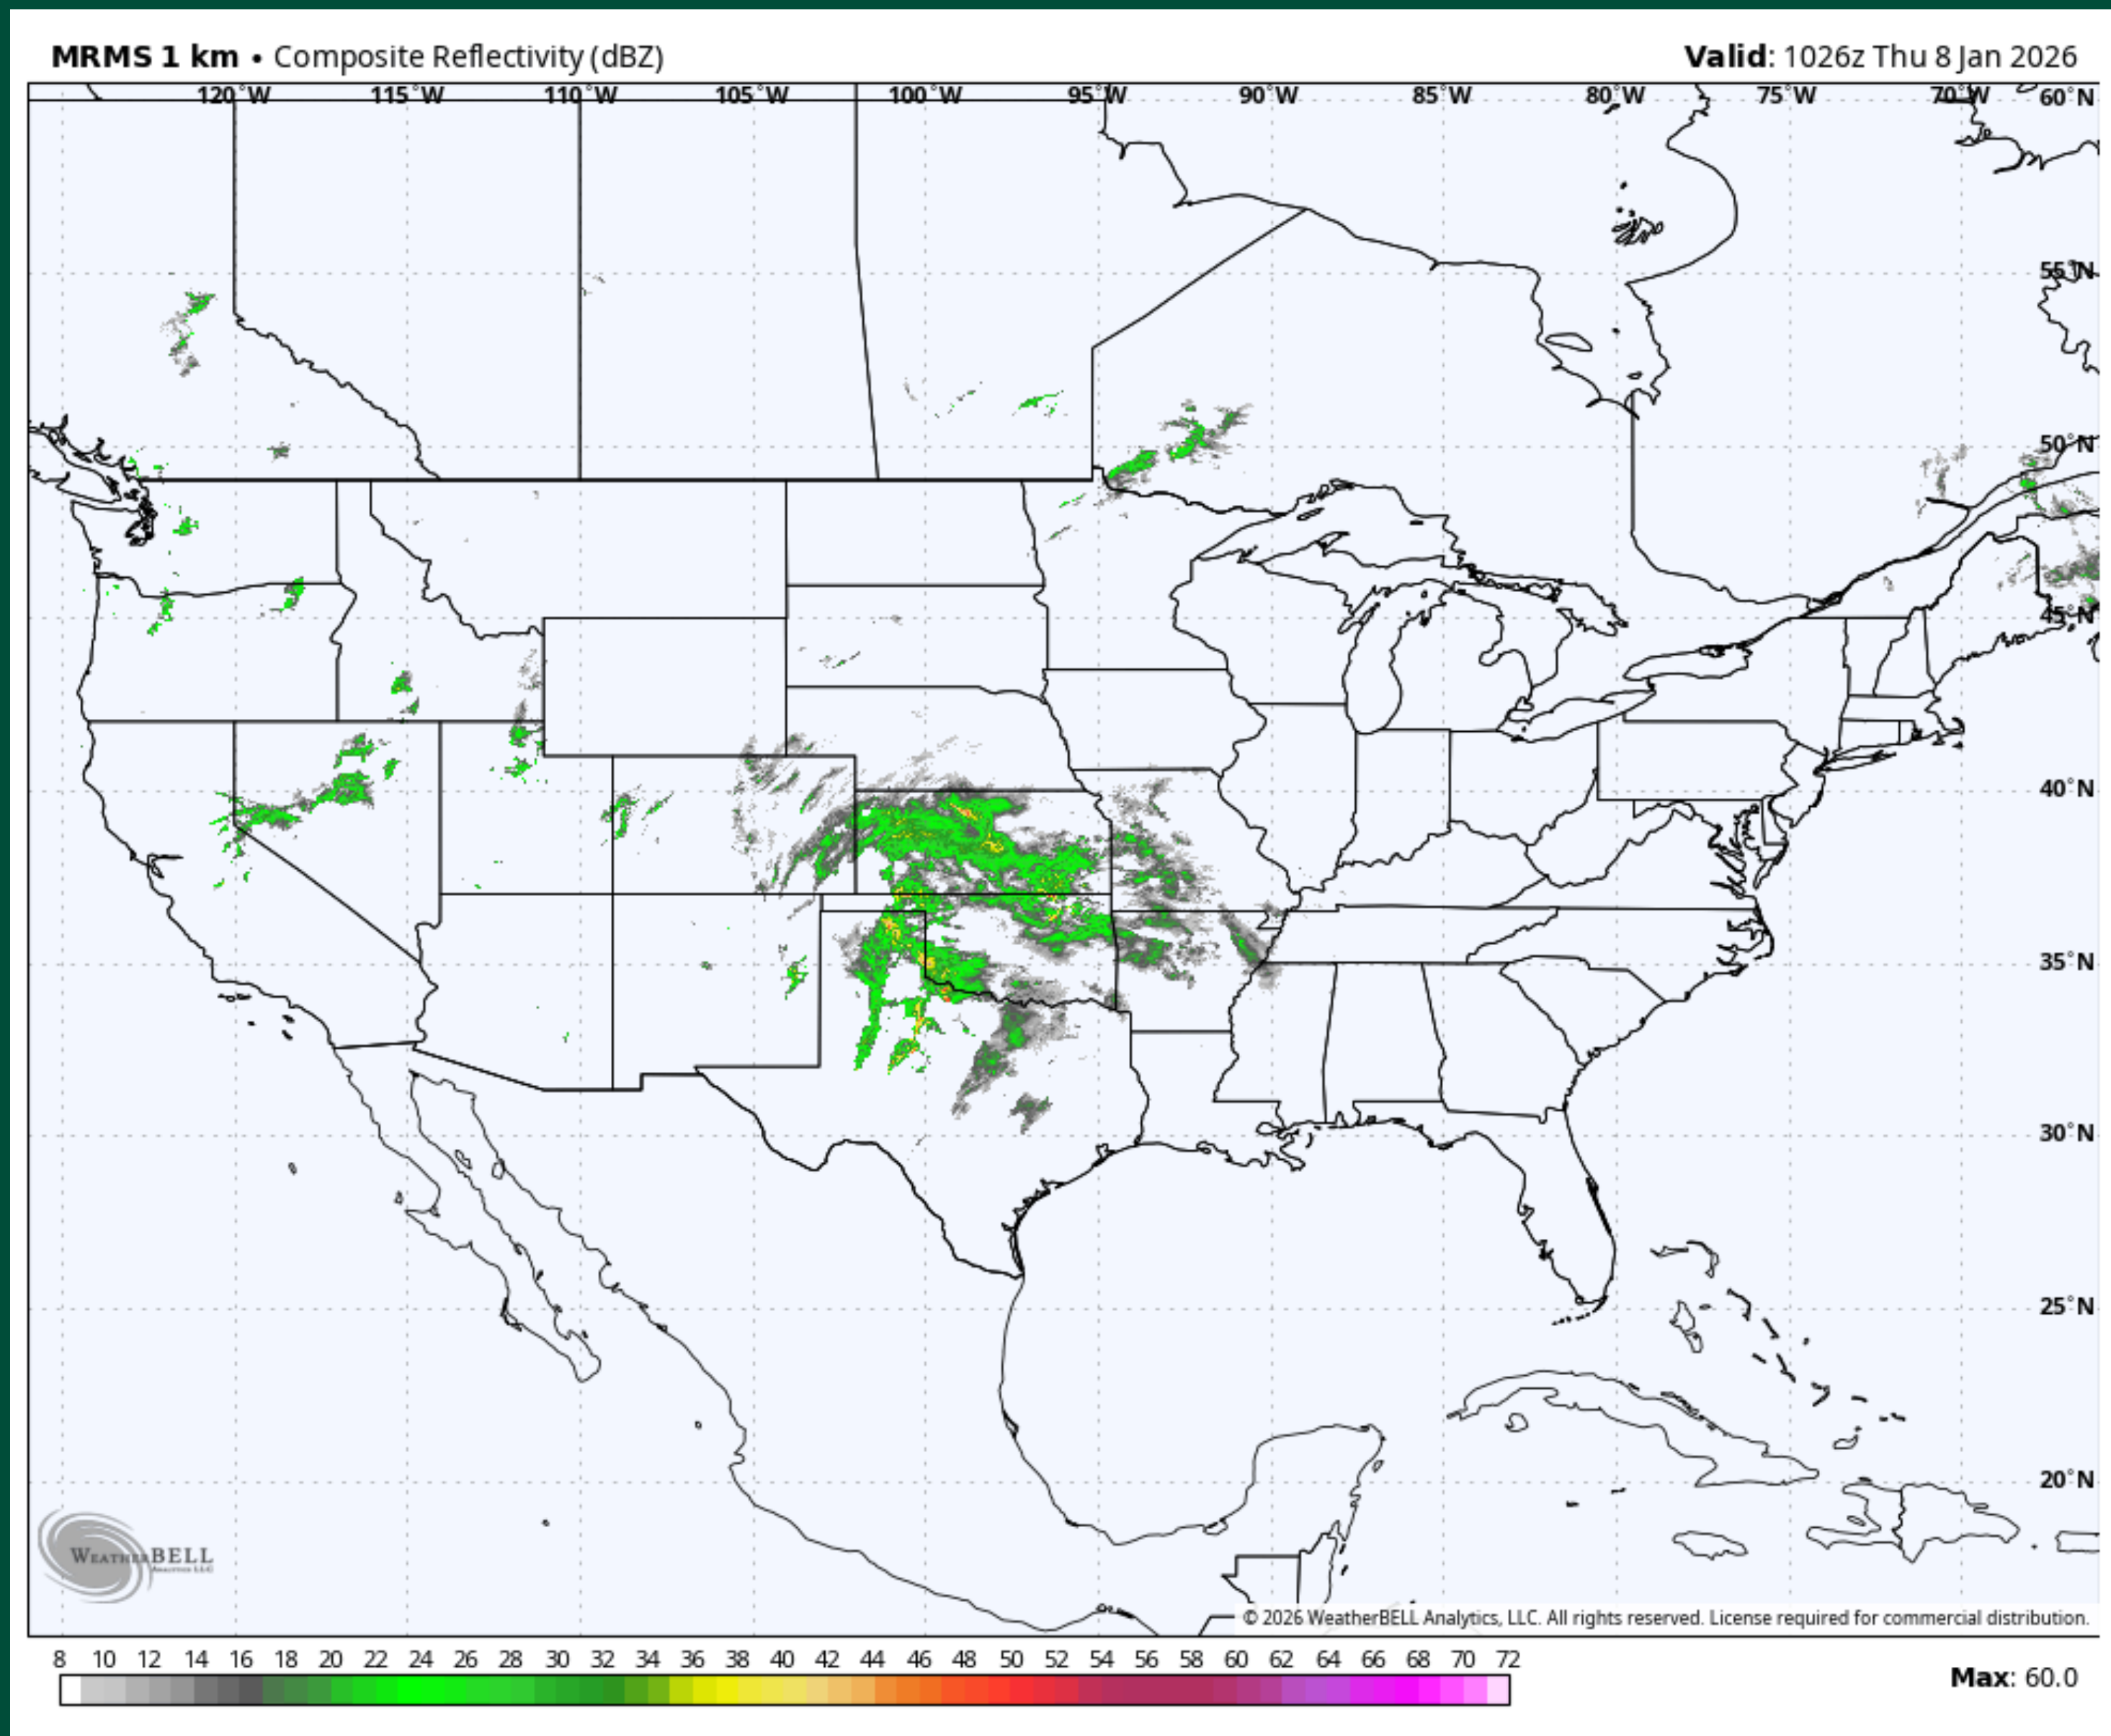 MRMS 1 km • Composite Reflectivity (dBZ)
Valid: 1026z Thu 8 Jan 2026
120°W 115°W 110°W 105°W 100°W 95°W 90°W 85°W 80°W 75°W 70°W 60°N
55°N
50°N
45°N
40°N
35°N
30°N
25°N
20°N
WEATHERBELL
ANALYTICS LLC
© 2026 WeatherBELL Analytics, LLC. All rights reserved. License required for commercial distribution.
8 10 12 14 16 18 20 22 24 26 28 30 32 34 36 38 40 42 44 46 48 50 52 54 56 58 60 62 64 66 68 70 72
Max: 60.0